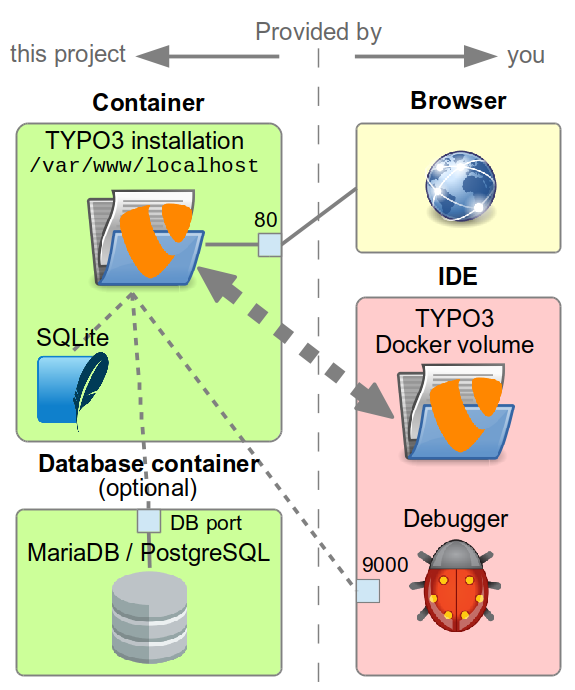 Provided by
this project
you
Container
TYPO3 installation
/var/www/localhost
80
SQLite
Browser
IDE
TYPO3
Docker volume
Database container
(optional)
DB port
MariaDB / PostgreSQL
Debugger
9000